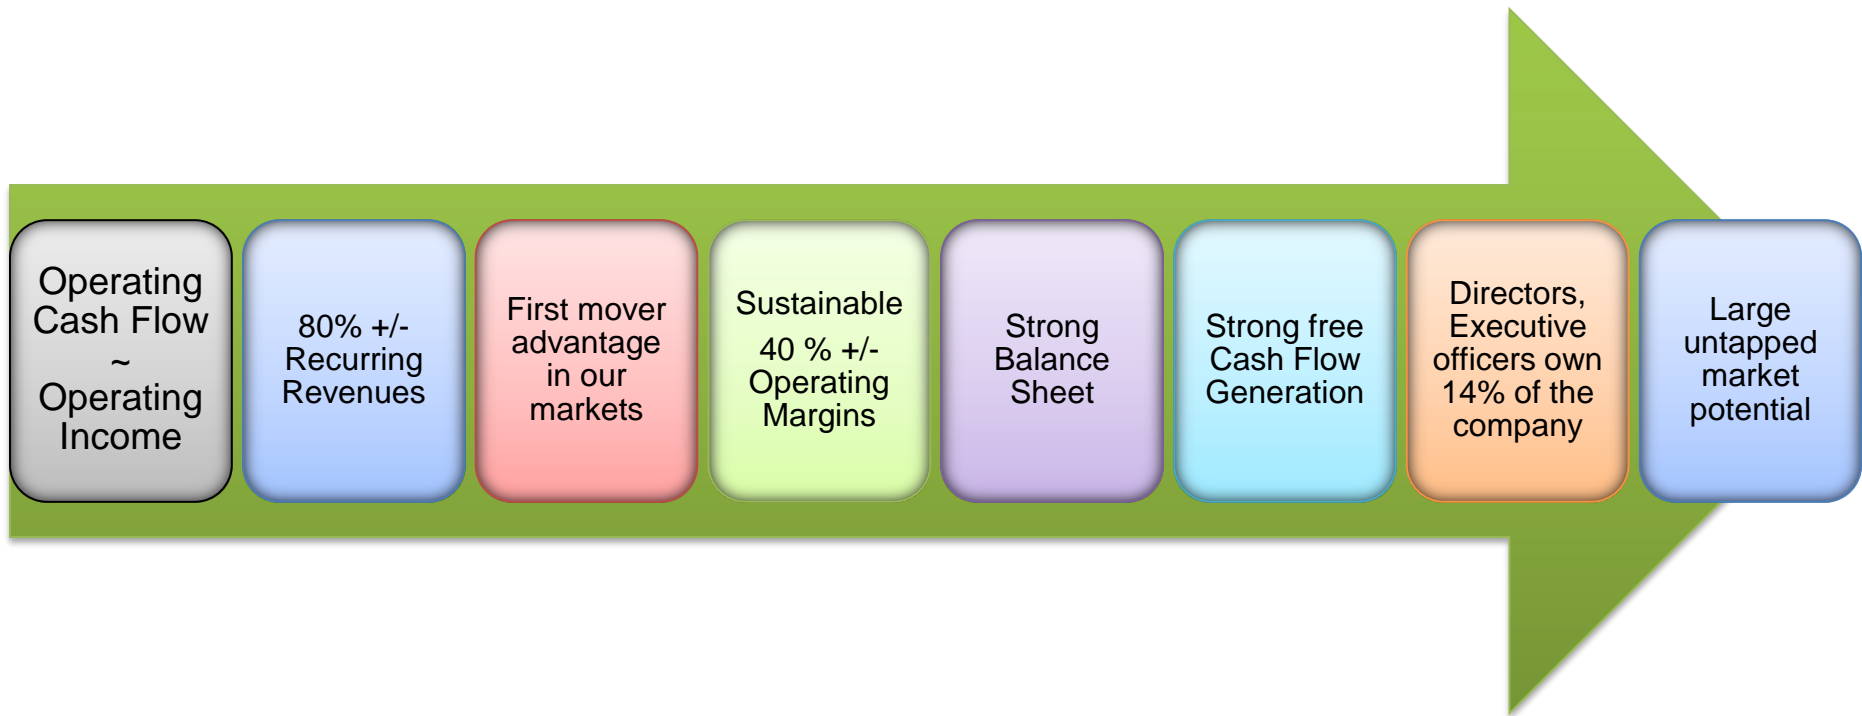 Operating
Cash Flow
~
Operating
Income
80% +/-
Recurring
Revenues
First mover
advantage
in our
markets
Sustainable
40 % +/-
Operating
Margins
Strong
Balance
Sheet
Strong free
Cash Flow
Generation
Directors,
Executive
officers own
14% of the
company
Large
untapped
market
potential